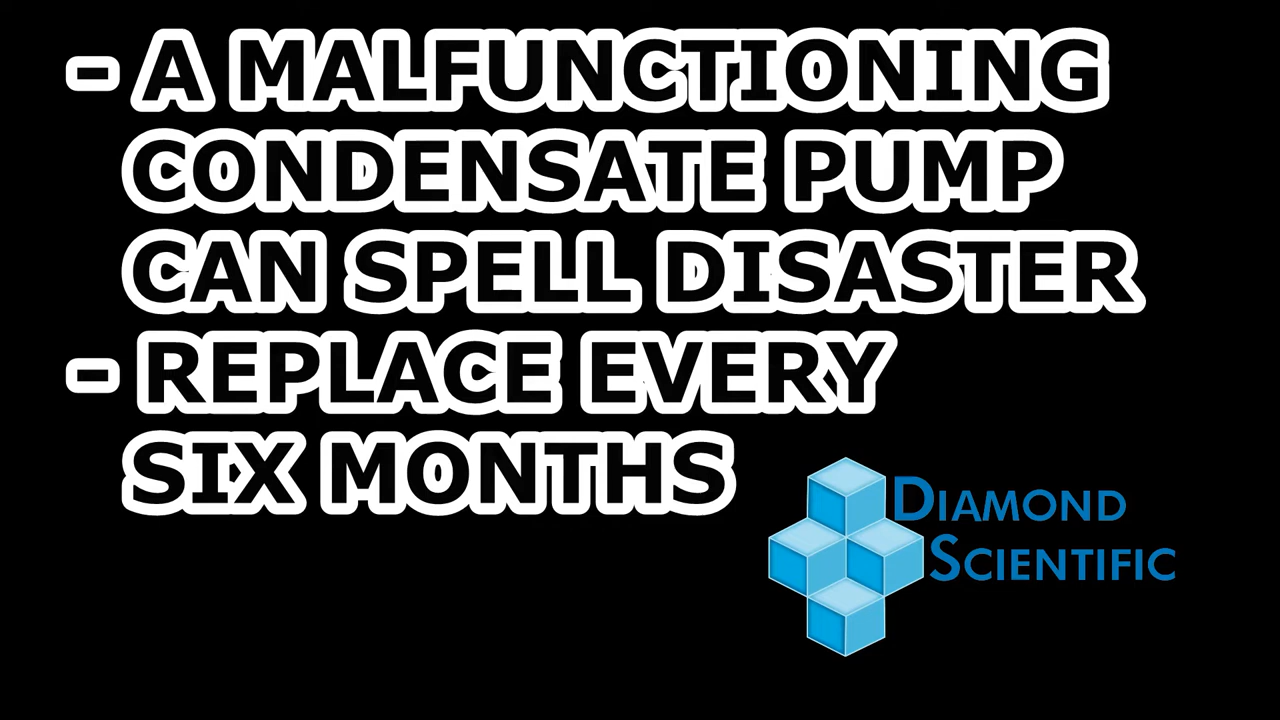 - A MALFUNCTIONING
CONDENSATE PUMP
CAN SPELL DISASTER
- REPLACE EVERY
SIX MONTHS
DIAMOND
SCIENTIFIC